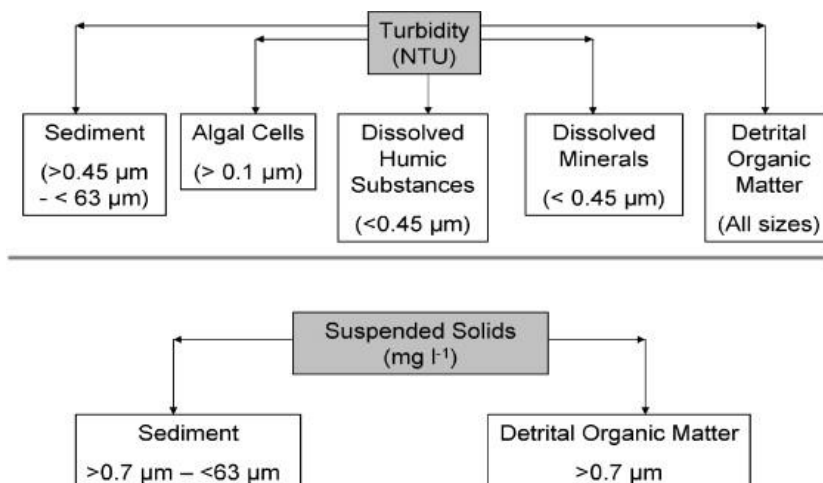 Turbidity
(NTU)
Sediment
(>0.45 µm
- < 63 µm)
Algal Cells
(> 0.1 µm)
Dissolved
Humic
Substances
(<0.45 µm)
Dissolved
Minerals
(< 0.45 µm)
Detrital
Organic
Matter
(All sizes)
Suspended Solids
(mg l⁻¹)
Sediment
>0.7 µm – <63 µm
Detrital Organic Matter
>0.7 µm